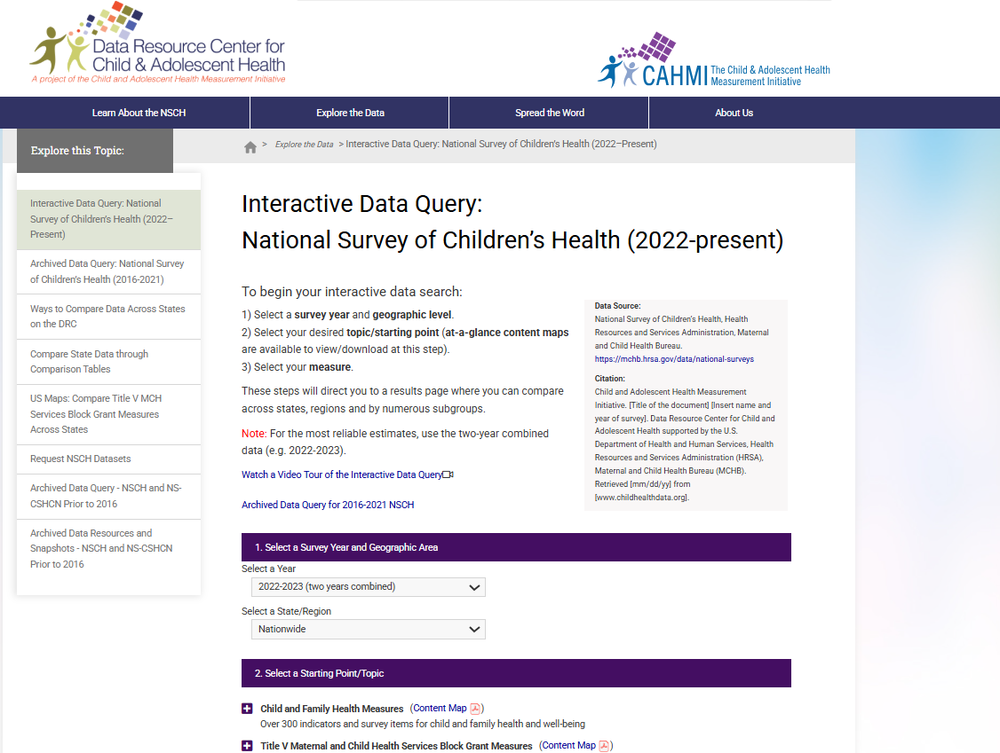 Data Resource Center for
Child & Adolescent Health
A project of the Child and Adolescent Health Measurement Initiative
CAHMI The Child & Adolescent Health
Measurement Initiative
Learn About the NSCH
Explore the Data
Spread the Word
About Us
Explore this Topic:
> Explore the Data > Interactive Data Query: National Survey of Children's Health (2022–Present)
Interactive Data Query: National
Survey of Children's Health (2022–
Present)
Archived Data Query: National Survey
of Children's Health (2016-2021)
Ways to Compare Data Across States
on the DRC
Compare State Data through
Comparison Tables
US Maps: Compare Title V MCH
Services Block Grant Measures
Across States
Request NSCH Datasets
Archived Data Query - NSCH and NS-
CSHCN Prior to 2016
Archived Data Resources and
Snapshots - NSCH and NS-CSHCN
Prior to 2016
Interactive Data Query:
National Survey of Children’s Health (2022-present)
To begin your interactive data search:
1) Select a survey year and geographic level.
2) Select your desired topic/starting point (at-a-glance content maps
are available to view/download at this step).
3) Select your measure.
These steps will direct you to a results page where you can compare
across states, regions and by numerous subgroups.
Note: For the most reliable estimates, use the two-year combined
data (e.g. 2022-2023).
Watch a Video Tour of the Interactive Data Query
Archived Data Query for 2016-2021 NSCH
Data Source:
National Survey of Children's Health, Health
Resources and Services Administration, Maternal
and Child Health Bureau.
https://mchb.hrsa.gov/data/national-surveys
Citation:
Child and Adolescent Health Measurement
Initiative. [Title of the document] [Insert name and
year of survey]. Data Resource Center for Child and
Adolescent Health supported by the U.S.
Department of Health and Human Services, Health
Resources and Services Administration (HRSA),
Maternal and Child Health Bureau (MCHB).
Retrieved [mm/dd/yy] from
[www.childhealthdata.org].
1. Select a Survey Year and Geographic Area
Select a Year
2022-2023 (two years combined)
Select a State/Region
Nationwide
2. Select a Starting Point/Topic
Child and Family Health Measures (Content Map)
Over 300 indicators and survey items for child and family health and well-being
Title V Maternal and Child Health Services Block Grant Measures (Content Map)